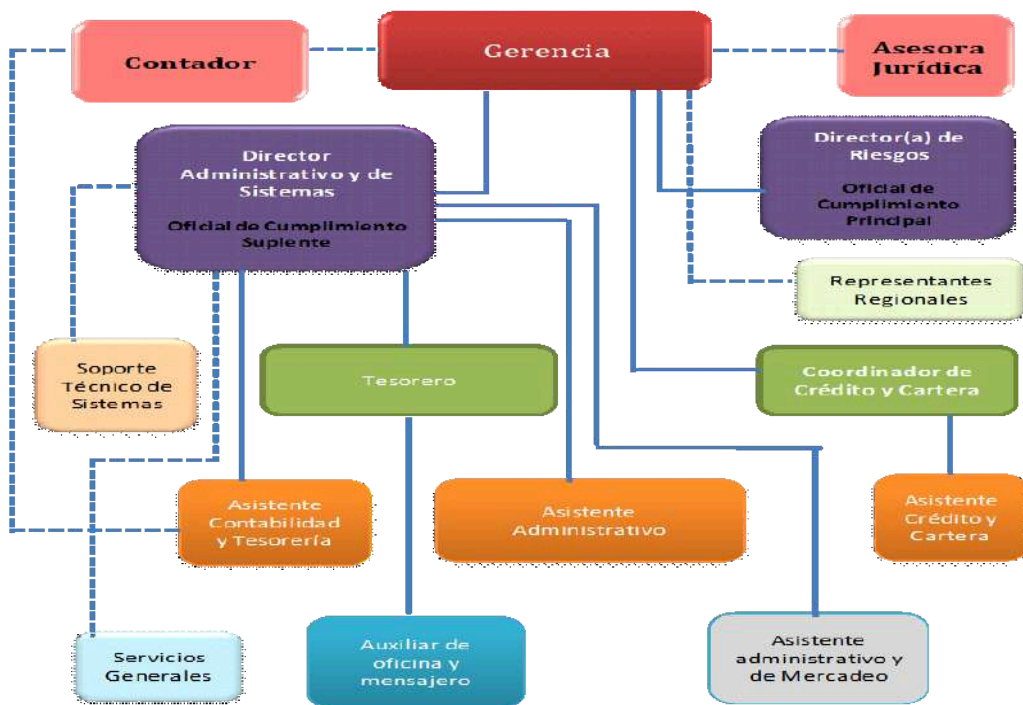 Contador
Gerencia
Asesora
Jurídica
Director
Administrativo y de
Sistemas
Oficial de Cumplimiento
Suplente
Director(a) de
Riesgos
Oficial de
Cumplimiento
Principal
Representantes
Regionales
Soporte
Técnico de
Sistemas
Tesorero
Coordinador de
Crédito y Cartera
Asistente
Contabilidad
y Tesorería
Asistente
Administrativo
Asistente
Crédito y
Cartera
Servicios
Generales
Auxiliar de
oficina y
mensajero
Asistente
administrativo y
de Mercadeo